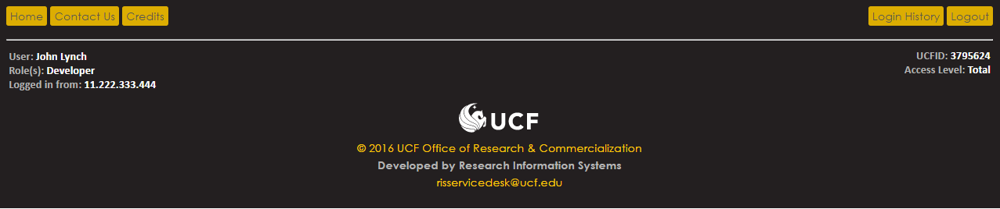 Home Contact Us Credits Login History Logout
User: John Lynch UCFID: 3795624
Role(s): Developer Access Level: Total
Logged in from: 11.222.333.444
UCF
© 2016 UCF Office of Research & Commercialization
Developed by Research Information Systems
risservicedesk@ucf.edu